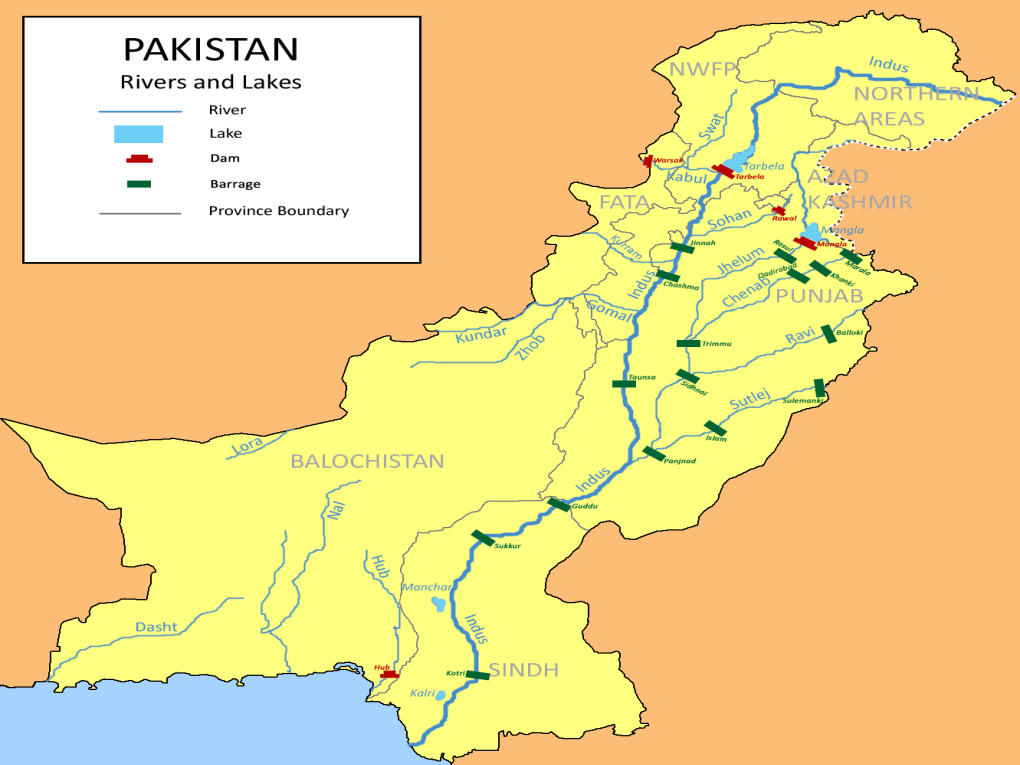 PAKISTAN
Rivers and Lakes
River
Lake
Dam
Barrage
Province Boundary
NWFP
Indus
NORTHERN
AREAS
Swat
Warsak
Kabul
Tarbela
Tarbela
AZAD
KASHMIR
FATA
Rawal
Sohan
Mangla
Mangla
Kurram
Jinnah
Rasul
Jhelum
Marala
Qadirabad
Khanki
Chashma
Indus
Chenab
PUNJAB
Gomal
Kundar
Zhob
Trimmu
Ravi
Balloki
Taunsa
Sidhnai
Sutlej
Sulemanki
Islam
Lora
BALOCHISTAN
Panjnad
Indus
Nal
Guddu
Sukkur
Hub
Manchar
Dasht
Indus
Hub
Kotri
SINDH
Kalri